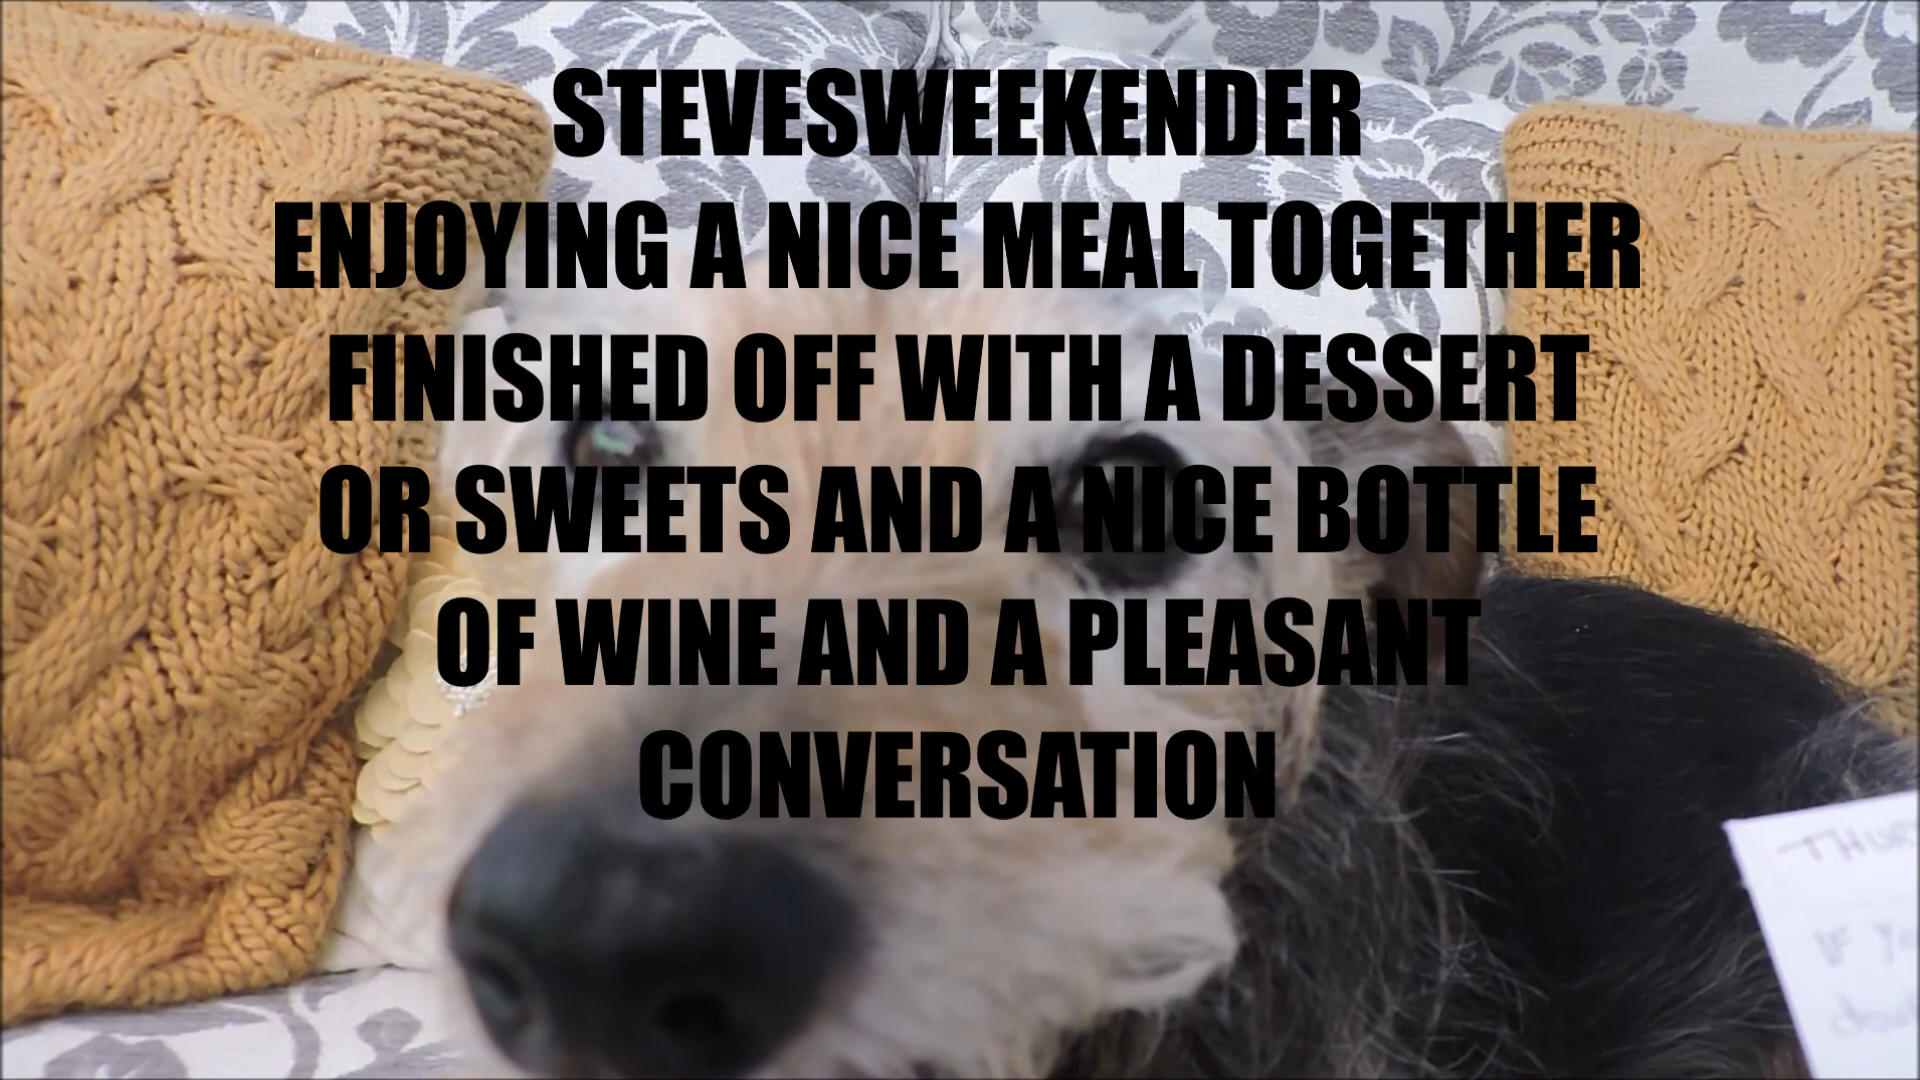 STEVESWEEKENDER
ENJOYING A NICE MEAL TOGETHER
FINISHED OFF WITH A DESSERT
OR SWEETS AND A NICE BOTTLE
OF WINE AND A PLEASANT
CONVERSATION
IF